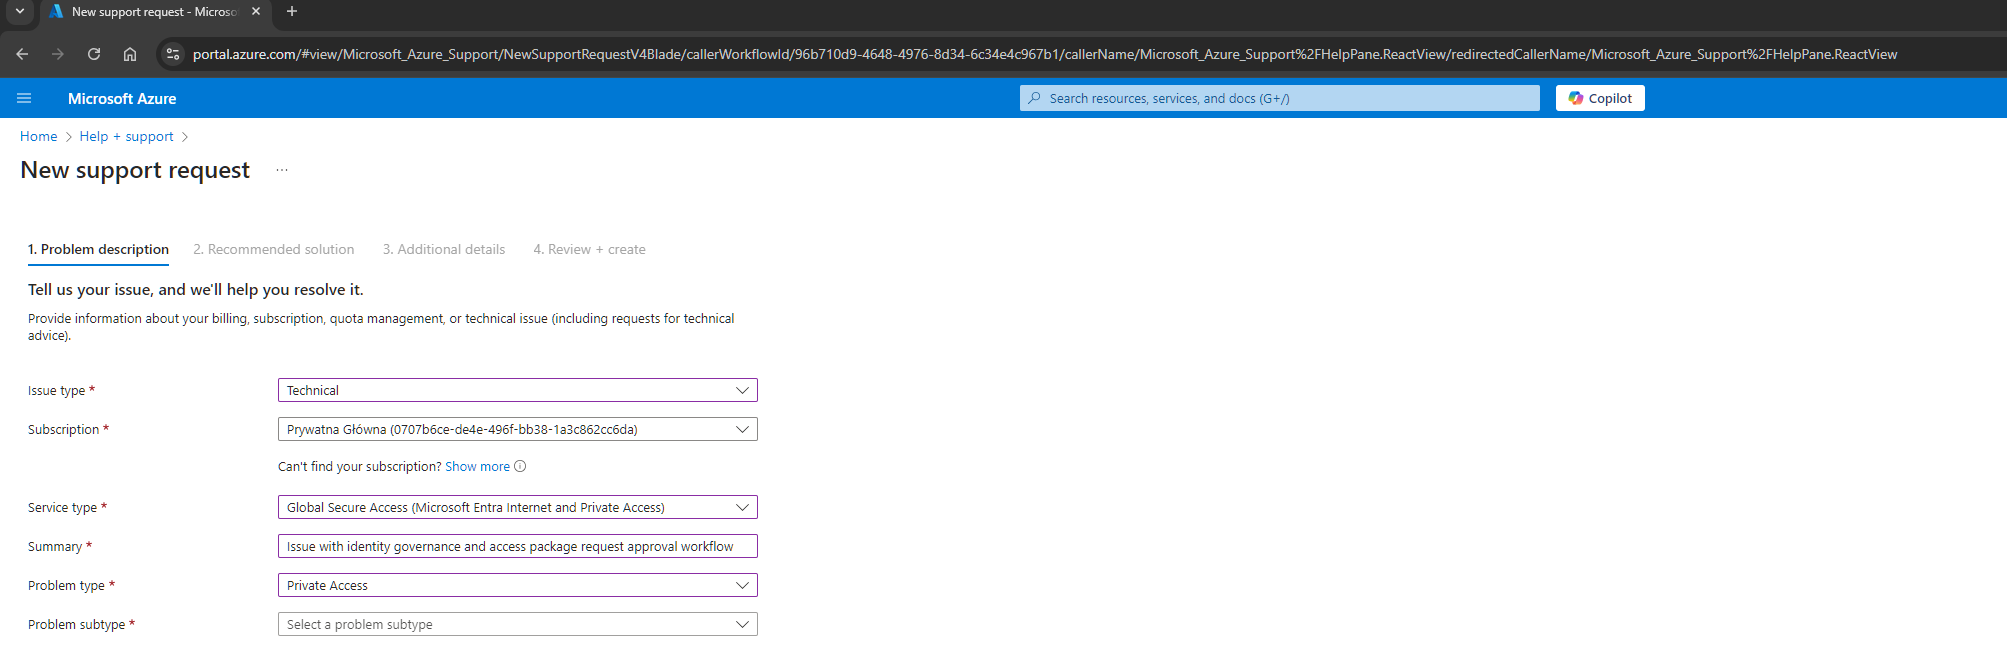 New support request - Microso
portal.azure.com/#view/Microsoft_Azure_Support/NewSupportRequestV4Blade/callerWorkflowId/96b710d9-4648-4976-8d34-6c34e4c967b1/callerName/Microsoft_Azure_Support%2FHelpPane.ReactView/redirectedCallerName/Microsoft_Azure_Support%2FHelpPane.ReactView
Microsoft Azure
Search resources, services, and docs (G+/)
Copilot
Home > Help + support >
New support request ...
1. Problem description 2. Recommended solution 3. Additional details 4. Review + create
Tell us your issue, and we'll help you resolve it.
Provide information about your billing, subscription, quota management, or technical issue (including requests for technical
advice).
Issue type * Technical
Subscription * Prywatna Główna (0707b6ce-de4e-496f-bb38-1a3c862cc6da)
Can't find your subscription? Show more
Service type * Global Secure Access (Microsoft Entra Internet and Private Access)
Summary * Issue with identity governance and access package request approval workflow
Problem type * Private Access
Problem subtype * Select a problem subtype